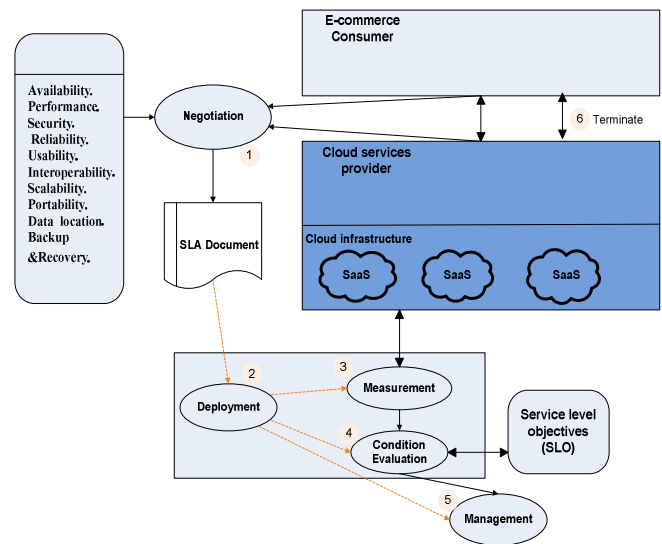 E-commerce
Consumer
Availability.
Performance.
Security.
Reliability.
Usability.
Interoperability.
Scalability.
Portability.
Data location.
Backup
&Recovery.
Negotiation
1
6 Terminate
Cloud services
provider
Cloud infrastructure
SaaS SaaS SaaS
SLA Document
2
3
Deployment
Measurement
4
Condition
Evaluation
Service level
objectives
(SLO)
5
Management